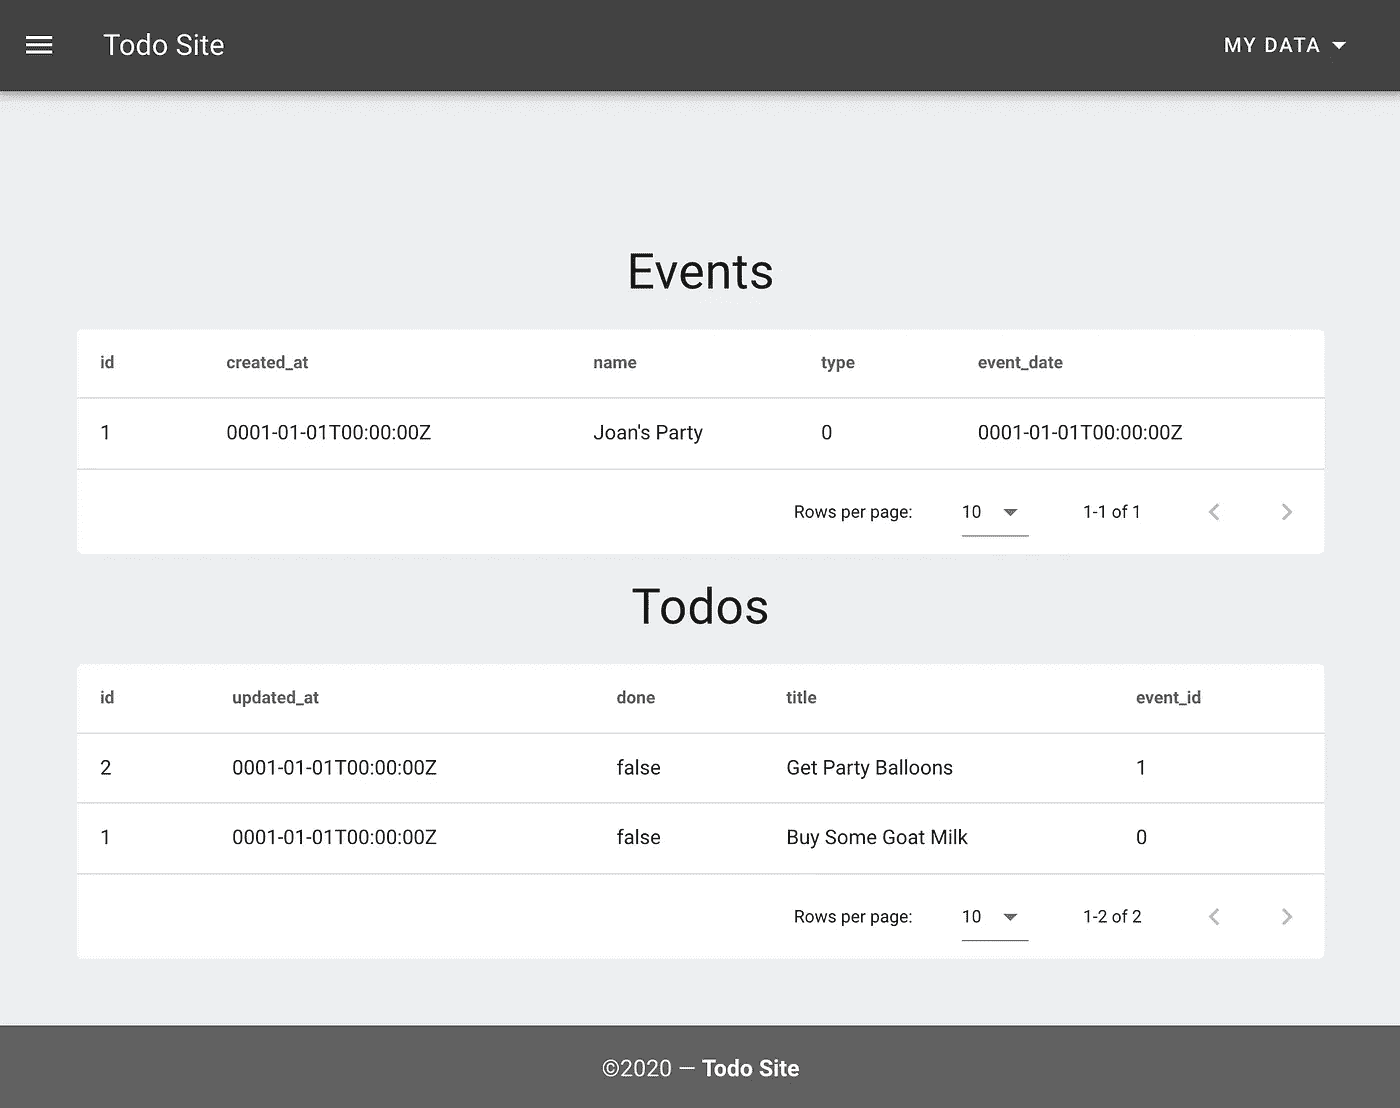 Todo Site MY DATA
Events
id created_at name type event_date
1 0001-01-01T00:00:00Z Joan's Party 0 0001-01-01T00:00:00Z
Rows per page: 10 1-1 of 1
Todos
id updated_at done title event_id
2 0001-01-01T00:00:00Z false Get Party Balloons 1
1 0001-01-01T00:00:00Z false Buy Some Goat Milk 0
Rows per page: 10 1-2 of 2
©2020 — Todo Site